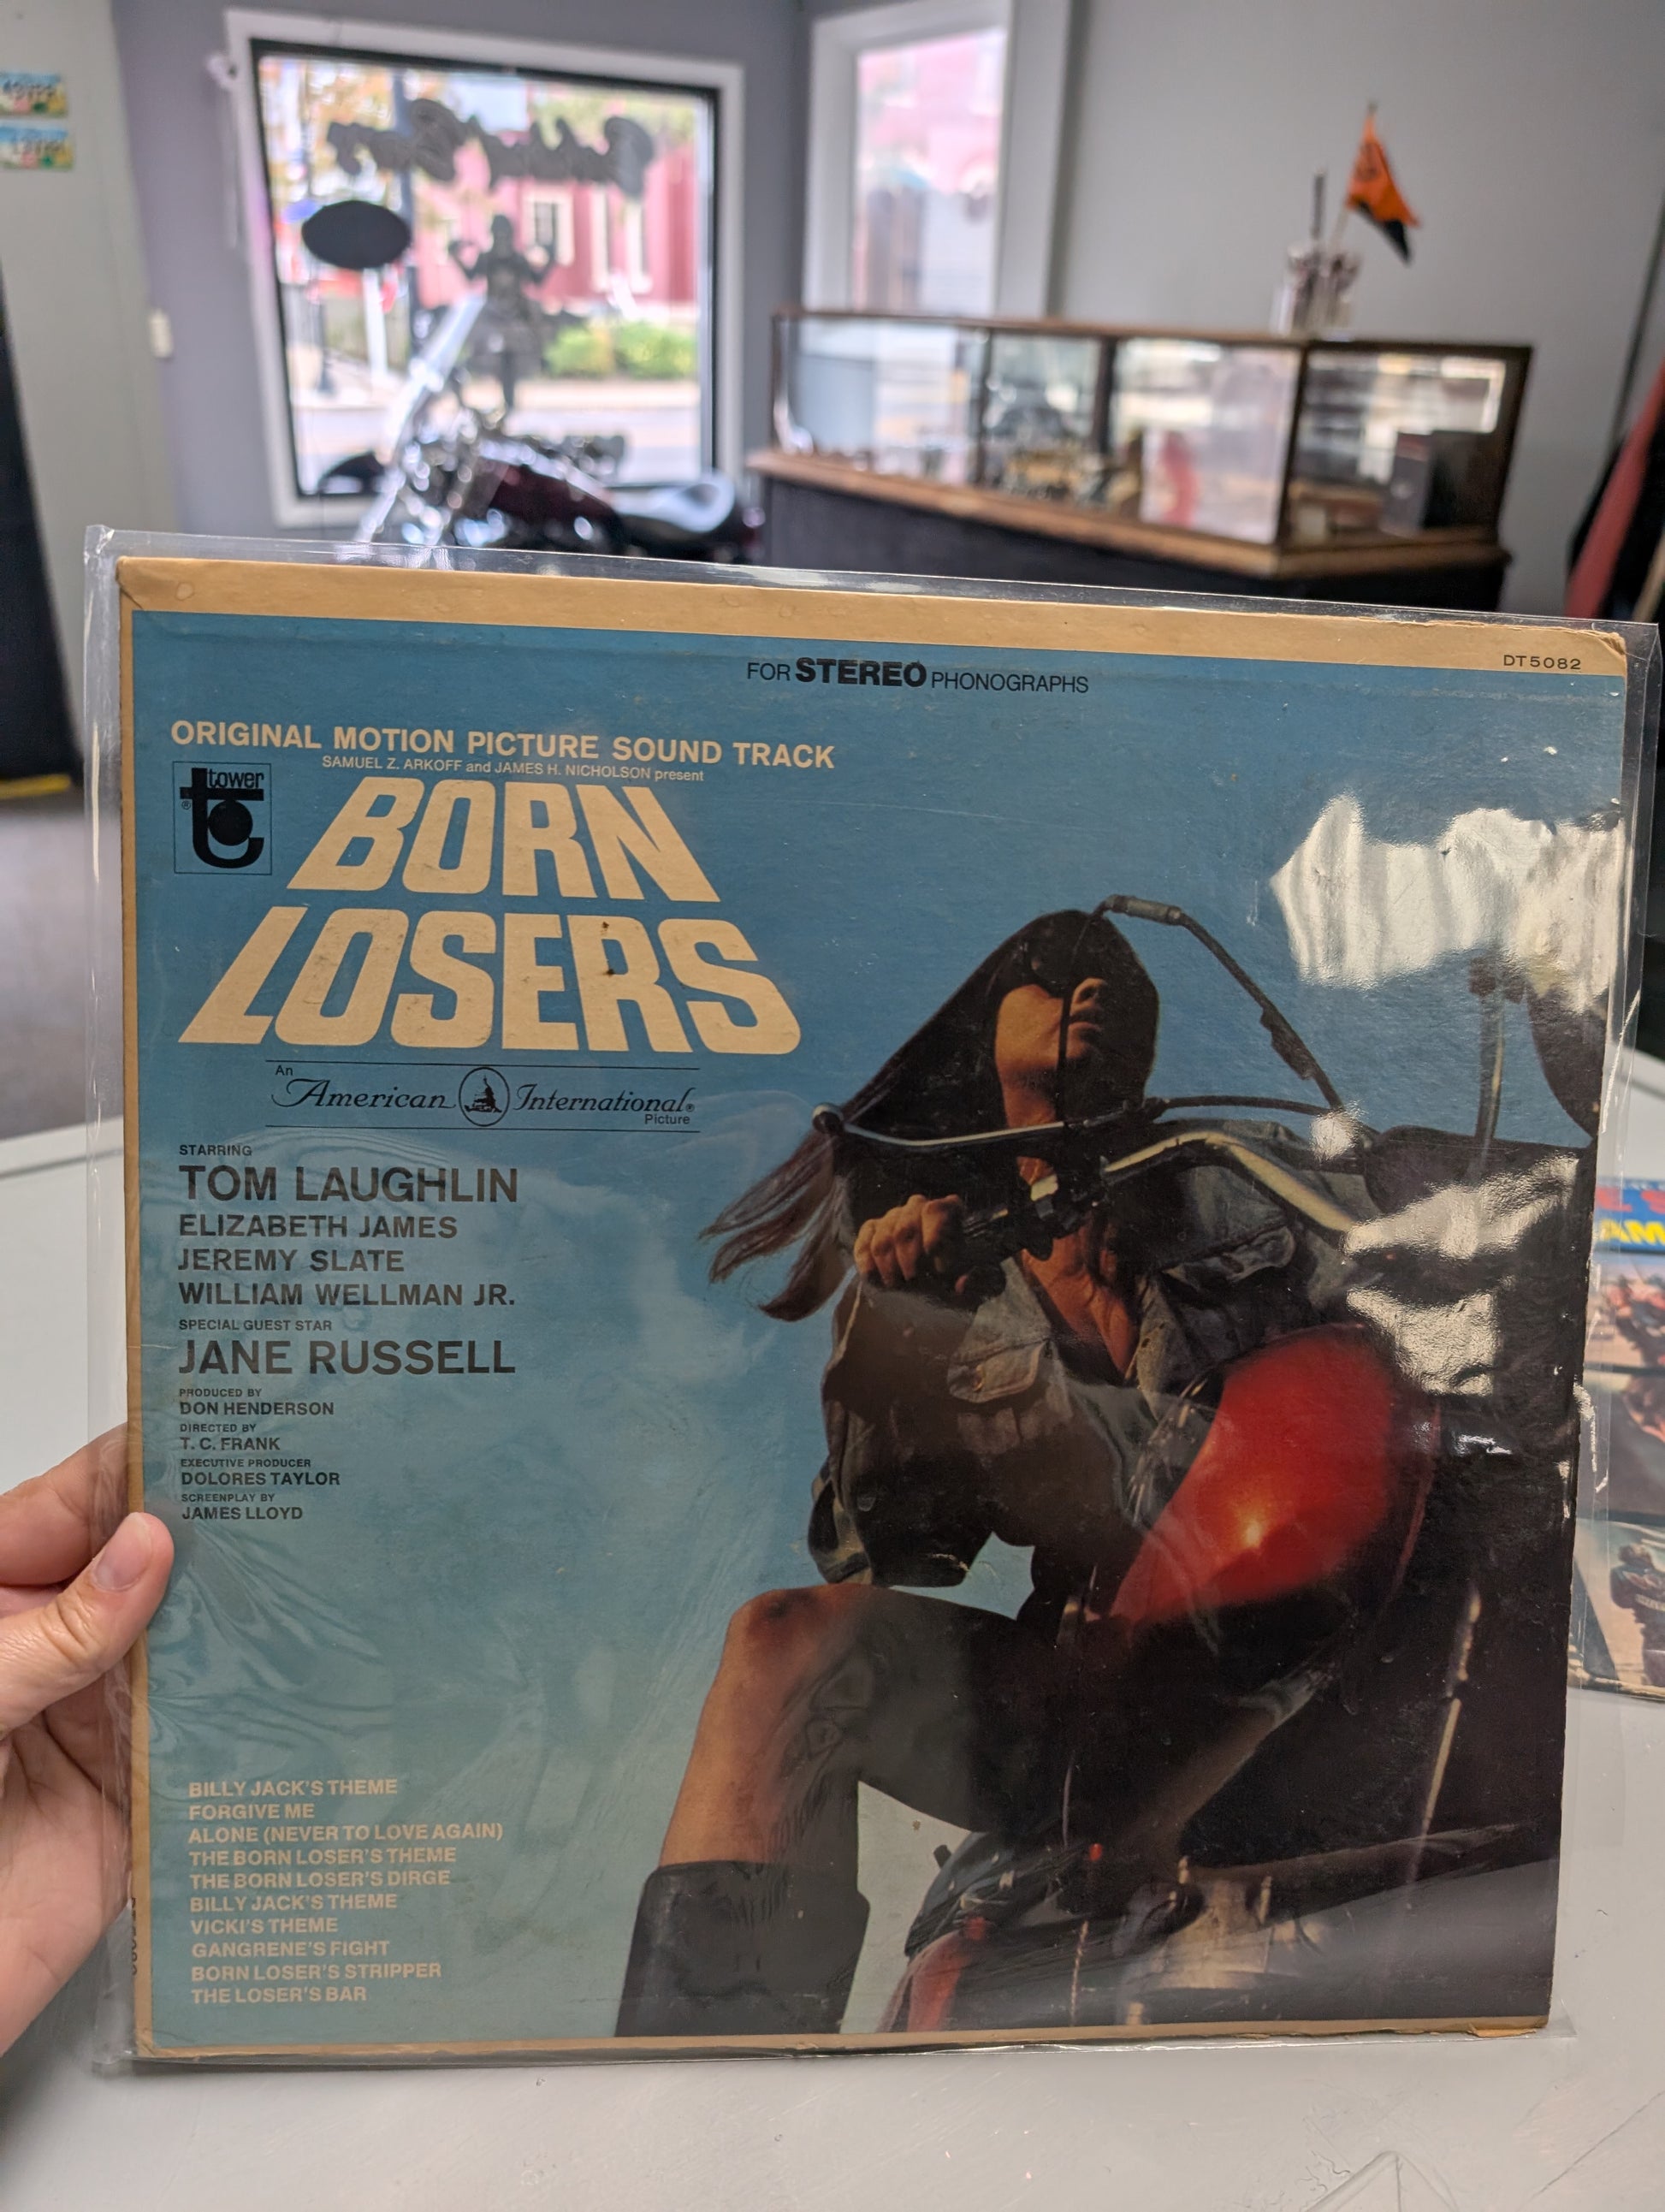 DT5082
FOR STEREO PHONOGRAPHS
ORIGINAL MOTION PICTURE SOUND TRACK
SAMUEL Z. ARKOFF and JAMES H. NICHOLSON present
tower
tc
®
BORN
LOSERS
An
American International®
Picture
STARRING
TOM LAUGHLIN
ELIZABETH JAMES
JEREMY SLATE
WILLIAM WELLMAN JR.
SPECIAL GUEST STAR
JANE RUSSELL
PRODUCED BY
DON HENDERSON
DIRECTED BY
T. C. FRANK
EXECUTIVE PRODUCER
DOLORES TAYLOR
SCREENPLAY BY
JAMES LLOYD
BILLY JACK'S THEME
FORGIVE ME
ALONE (NEVER TO LOVE AGAIN)
THE BORN LOSER'S THEME
THE BORN LOSER'S DIRGE
BILLY JACK'S THEME
VICKI'S THEME
GANGRENE'S FIGHT
BORN LOSER'S STRIPPER
THE LOSER'S BAR